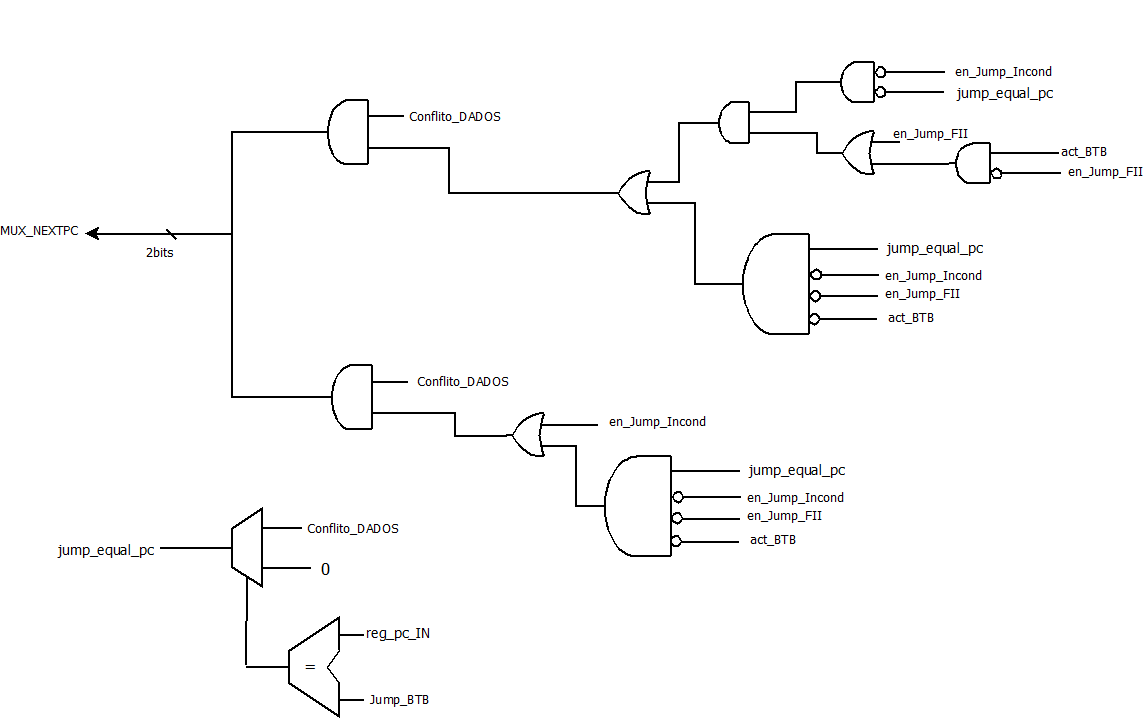 en_Jump_Incond
jump_equal_pc
Conflito_DADOS
en_Jump_FII
act_BTB
en_Jump_FII
MUX_NEXTPC
2bits
jump_equal_pc
en_Jump_Incond
en_Jump_FII
act_BTB
Conflito_DADOS
en_Jump_Incond
jump_equal_pc
en_Jump_Incond
en_Jump_FII
act_BTB
Conflito_DADOS
jump_equal_pc
0
reg_pc_IN
=
Jump_BTB